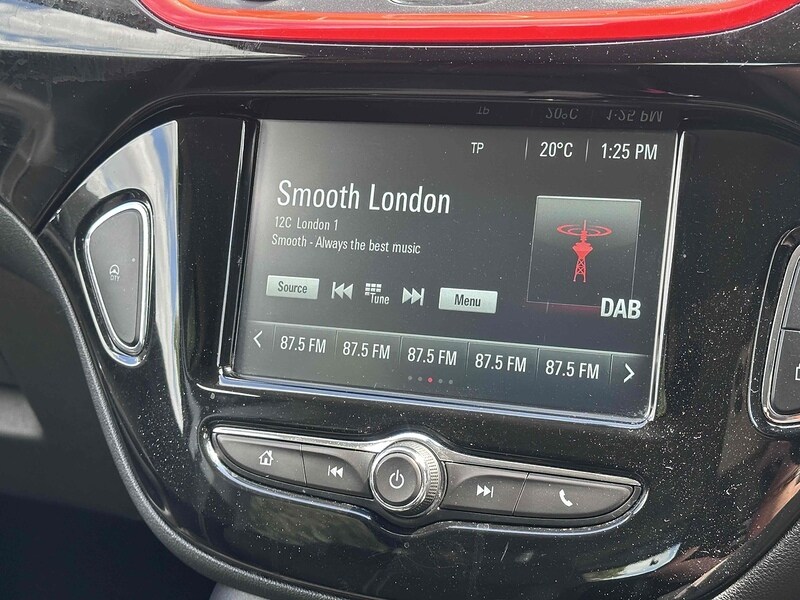 TP 20°C 1:25 PM
Smooth London
12C London 1
Smooth - Always the best music
DAB
Source Tune Menu
87.5 FM 87.5 FM 87.5 FM 87.5 FM 87.5 FM
CITY